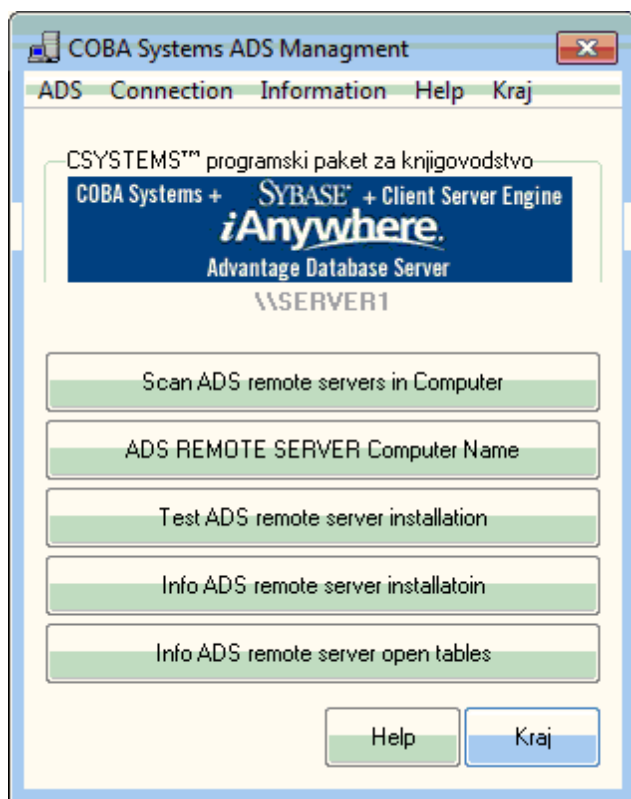 COBA Systems ADS Managment
ADS Connection Information Help Kraj
CSYSTEMS™ programski paket za knjigovodstvo
COBA Systems + SYBASE + Client Server Engine
iAnywhere.
Advantage Database Server
\\SERVER1
Scan ADS remote servers in Computer
ADS REMOTE SERVER Computer Name
Test ADS remote server installation
Info ADS remote server installatoin
Info ADS remote server open tables
Help Kraj